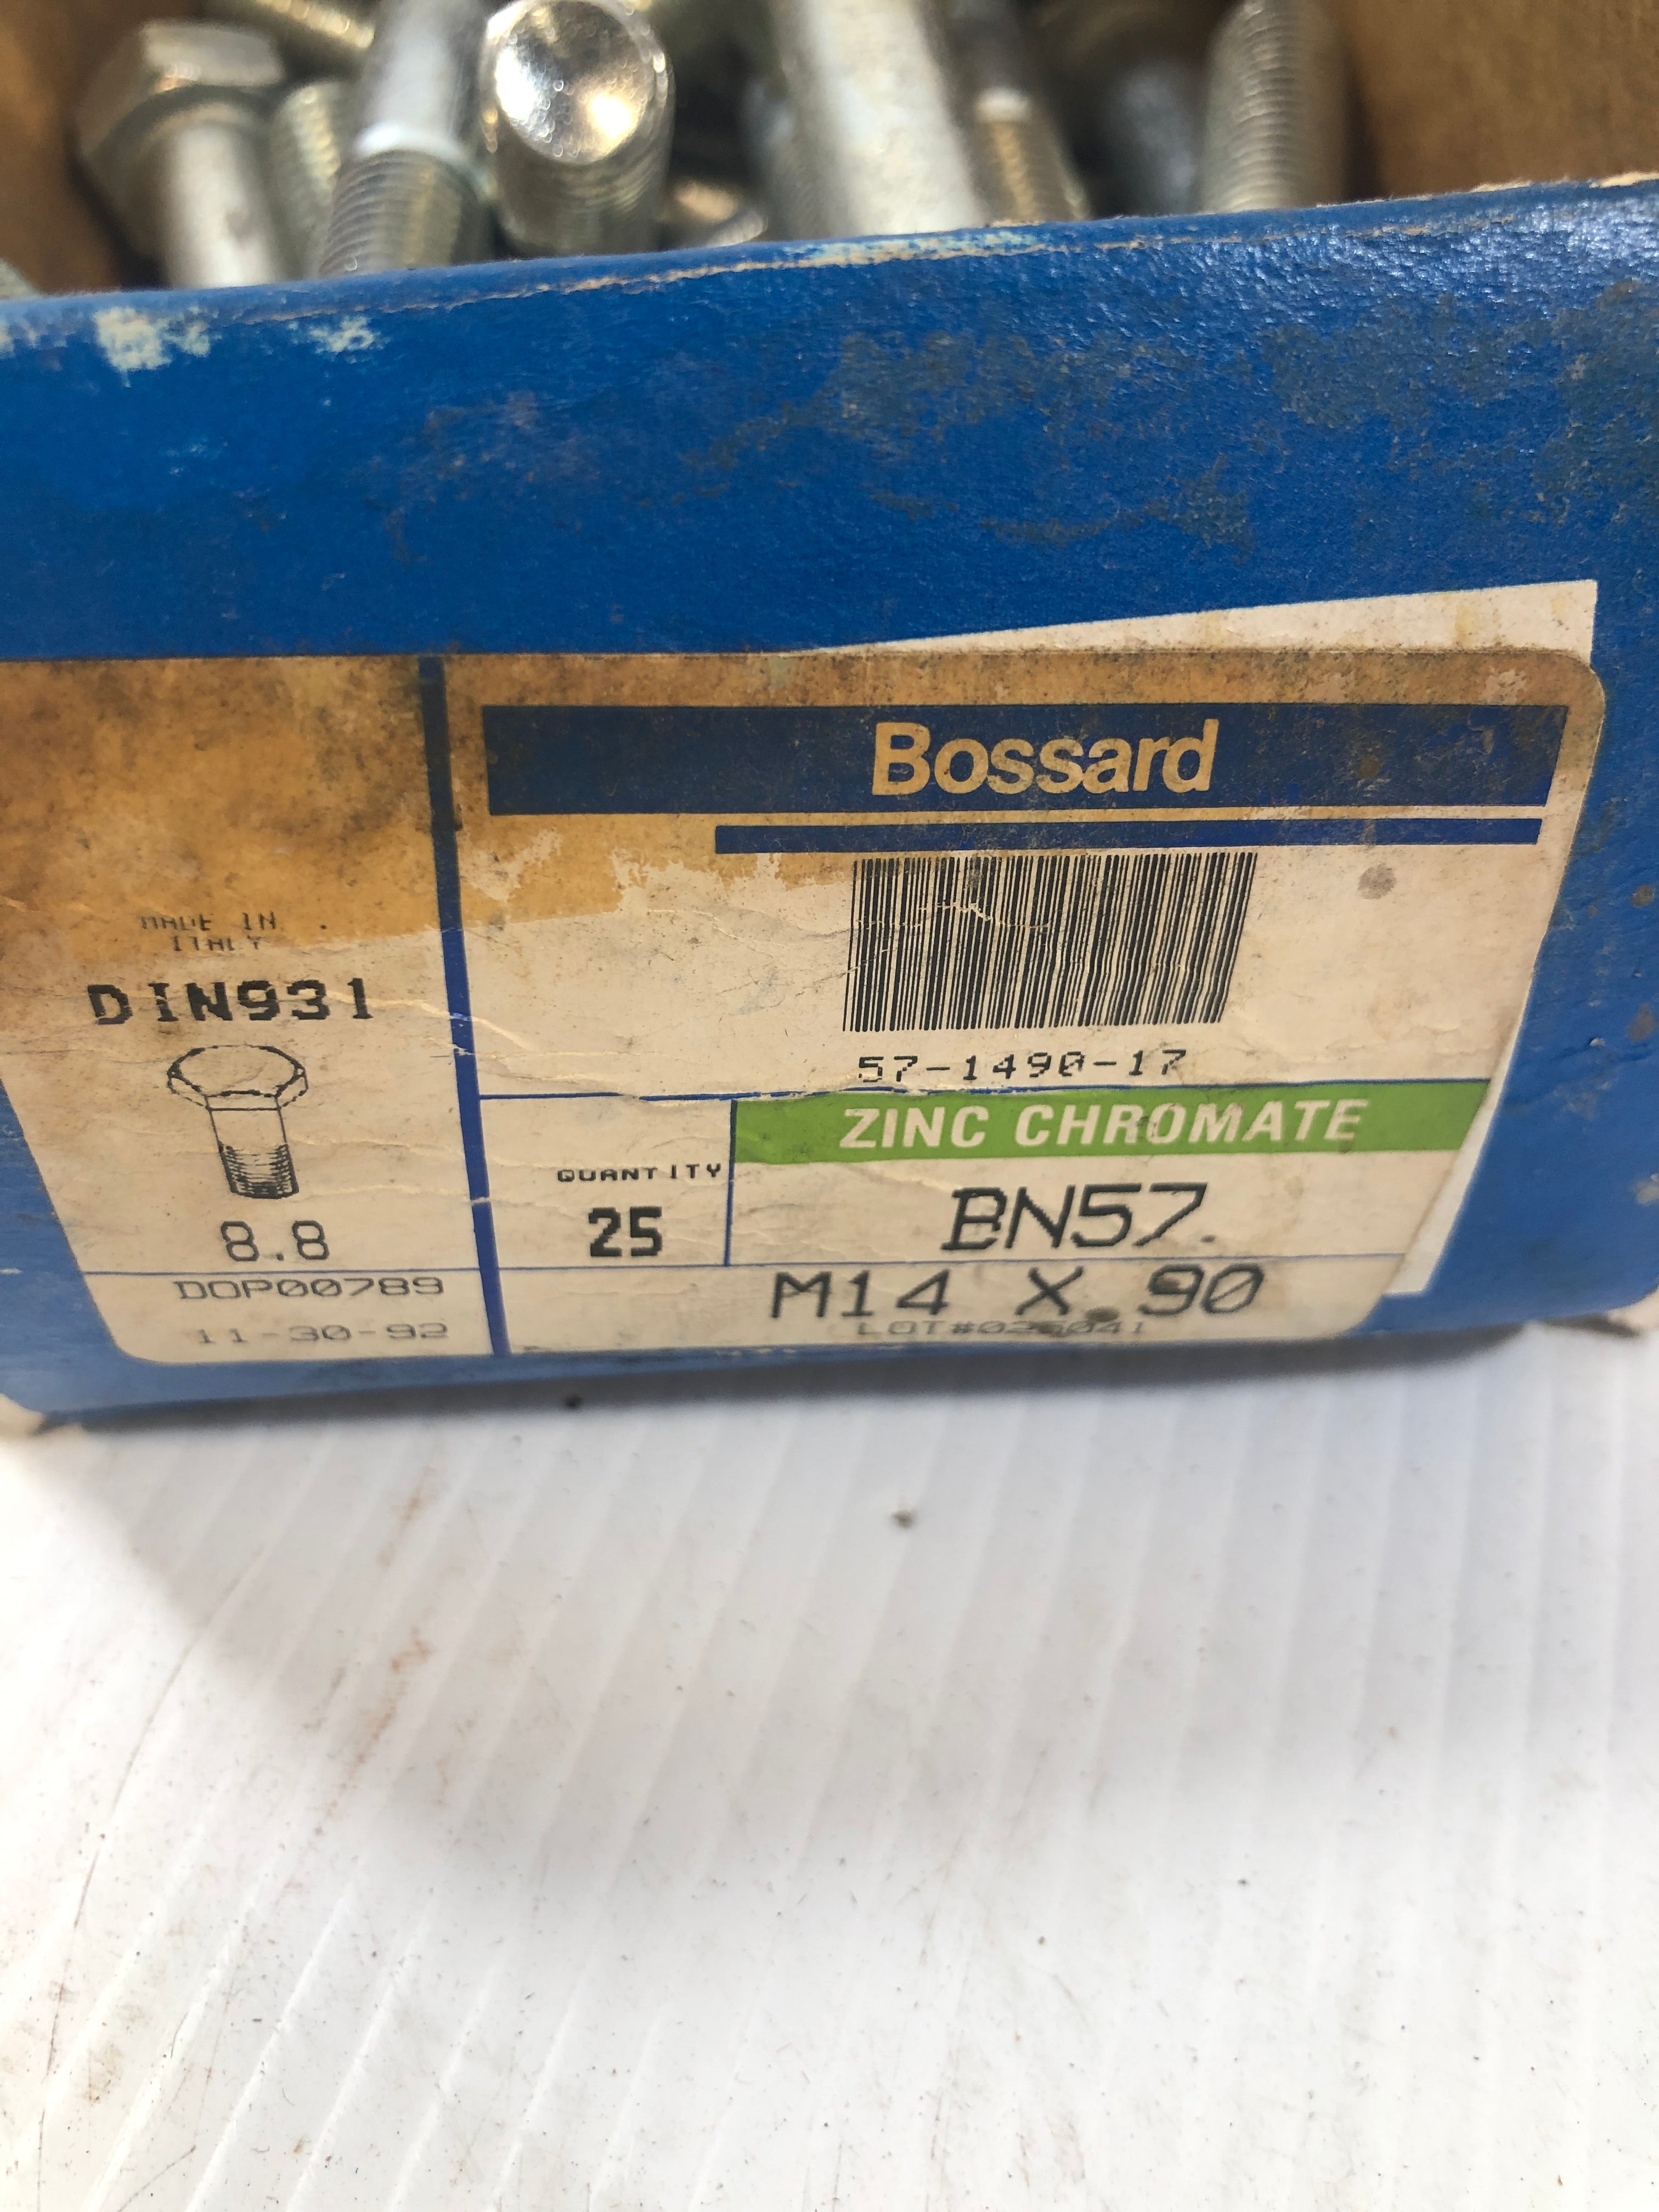 Bossard
MADE IN
ITALY
DIN931
57-1490-17
ZINC CHROMATE
QUANTITY
25
BN57
8.8
M14 X 90
DOP00789
11-30-92